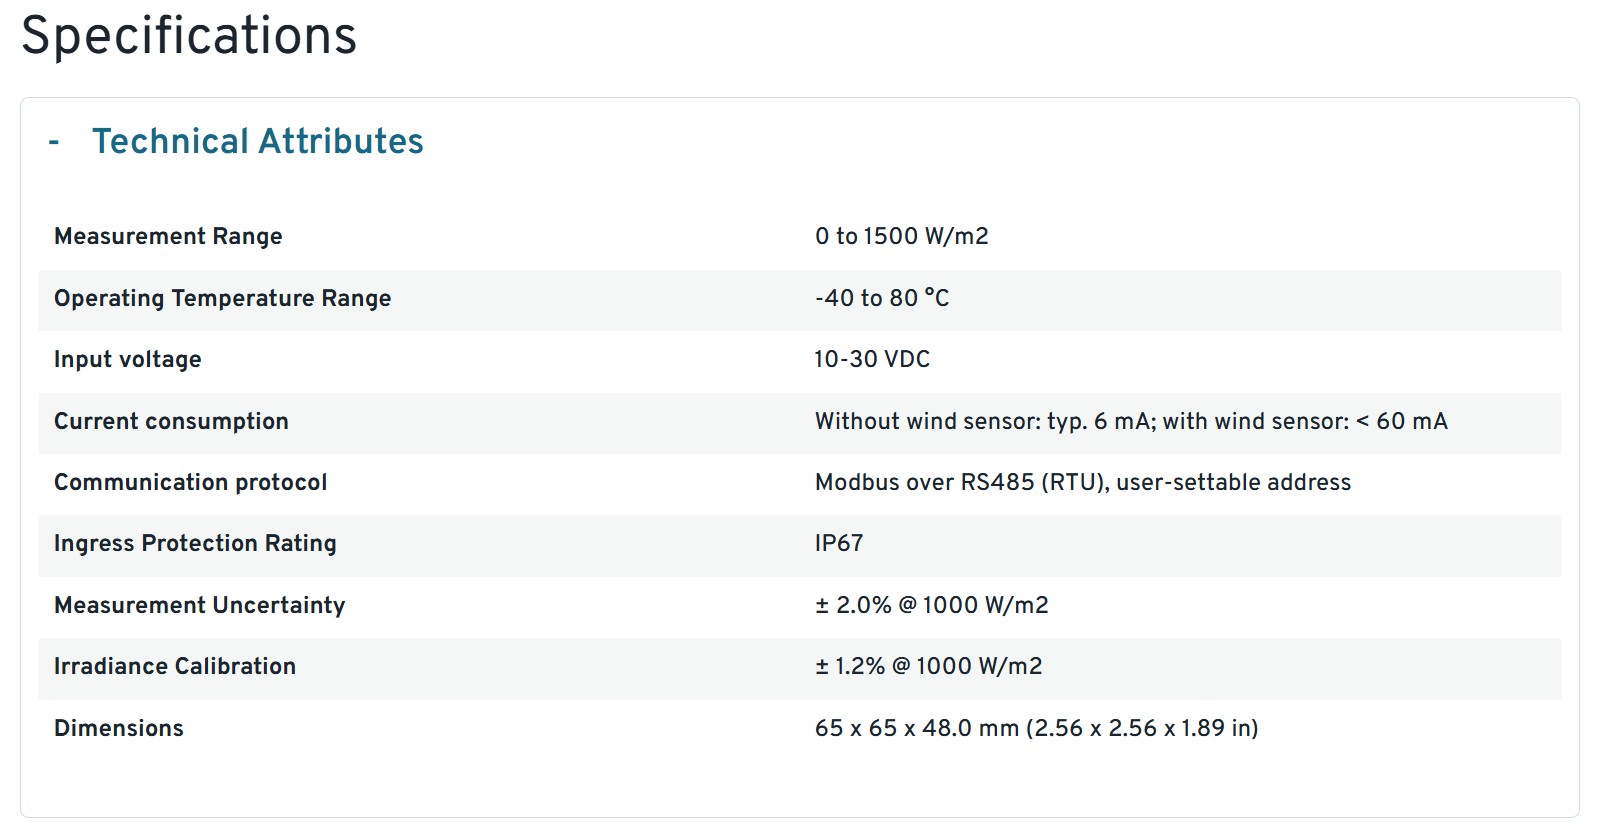 Specifications
- Technical Attributes
Measurement Range 0 to 1500 W/m2
Operating Temperature Range -40 to 80 °C
Input voltage 10-30 VDC
Current consumption Without wind sensor: typ. 6 mA; with wind sensor: < 60 mA
Communication protocol Modbus over RS485 (RTU), user-settable address
Ingress Protection Rating IP67
Measurement Uncertainty ± 2.0% @ 1000 W/m2
Irradiance Calibration ± 1.2% @ 1000 W/m2
Dimensions 65 x 65 x 48.0 mm (2.56 x 2.56 x 1.89 in)